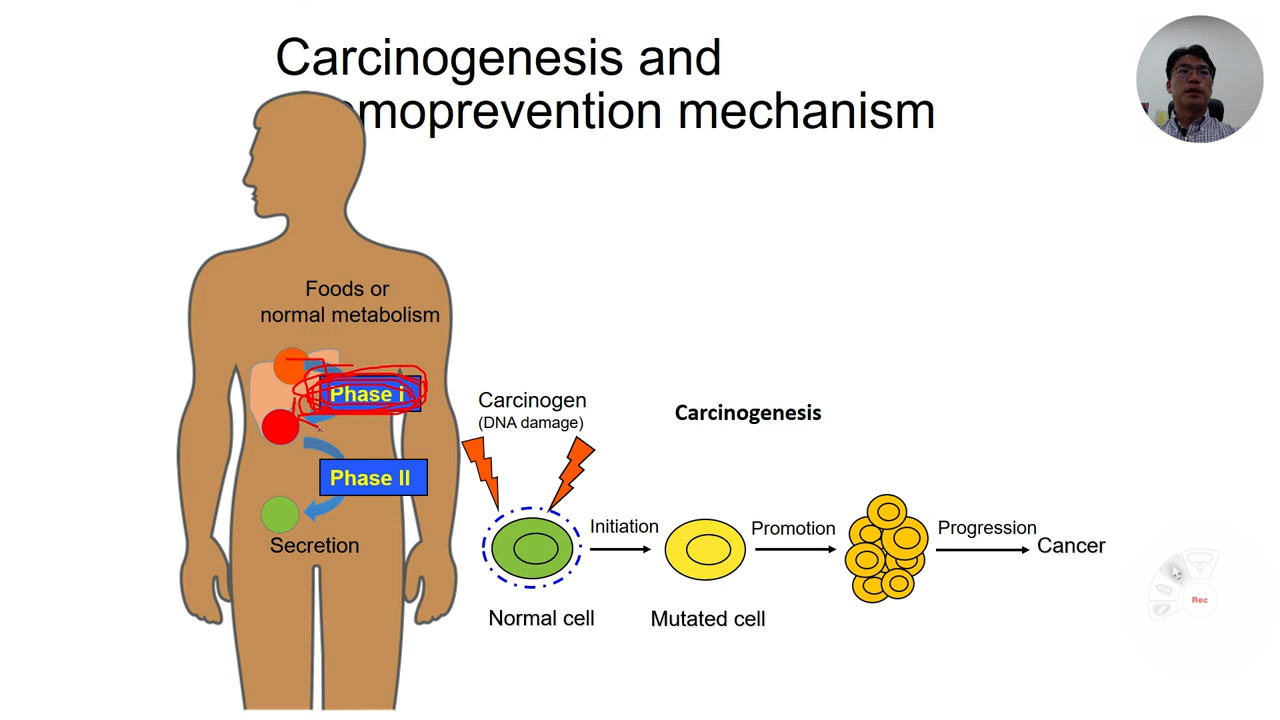 Carcinogenesis and
emoprevention mechanism
Foods or
normal metabolism
Phase I
Phase II
Secretion
Carcinogen
(DNA damage)
Carcinogenesis
Initiation
Promotion
Progression
Cancer
Normal cell
Mutated cell
Rec